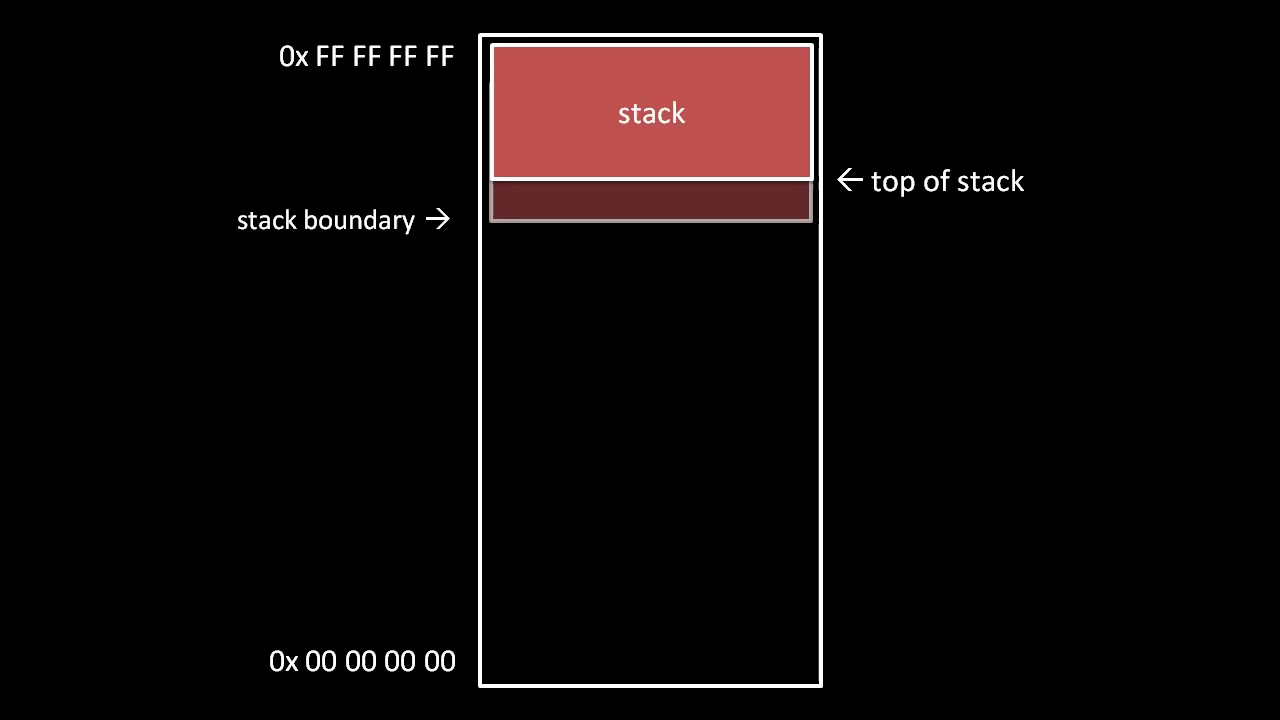 0x FF FF FF FF
stack
← top of stack
stack boundary →
0x 00 00 00 00